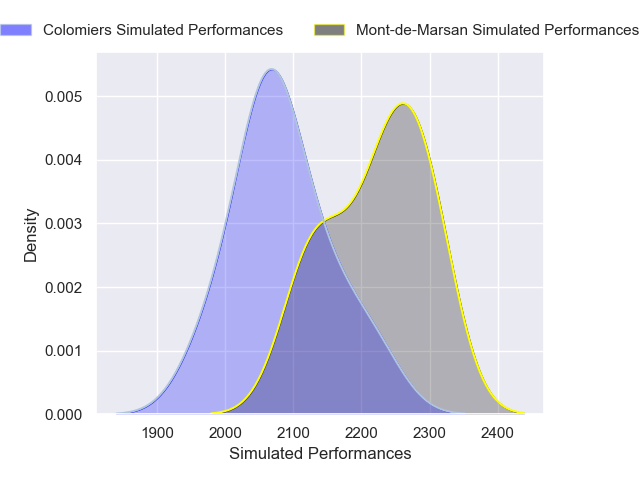 Colomiers Simulated Performances Mont-de-Marsan Simulated Performances
0.005
0.004
0.003
0.002
0.001
0.000
Density
1900 2000 2100 2200 2300 2400
Simulated Performances